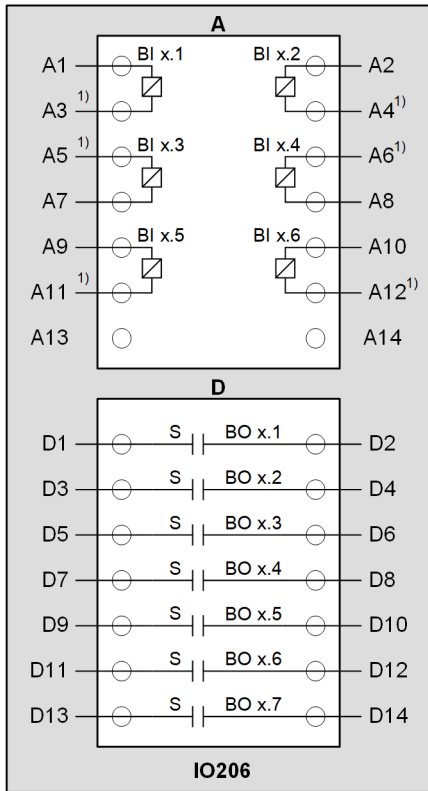 A
A1 BI x.1 BI x.2 A2
A3 1) A4 1)
A5 1) BI x.3 BI x.4 A6 1)
A7 A8
A9 BI x.5 BI x.6 A10
A11 1) A12 1)
A13 A14
D
D1 S BO x.1 D2
D3 S BO x.2 D4
D5 S BO x.3 D6
D7 S BO x.4 D8
D9 S BO x.5 D10
D11 S BO x.6 D12
D13 S BO x.7 D14
IO206